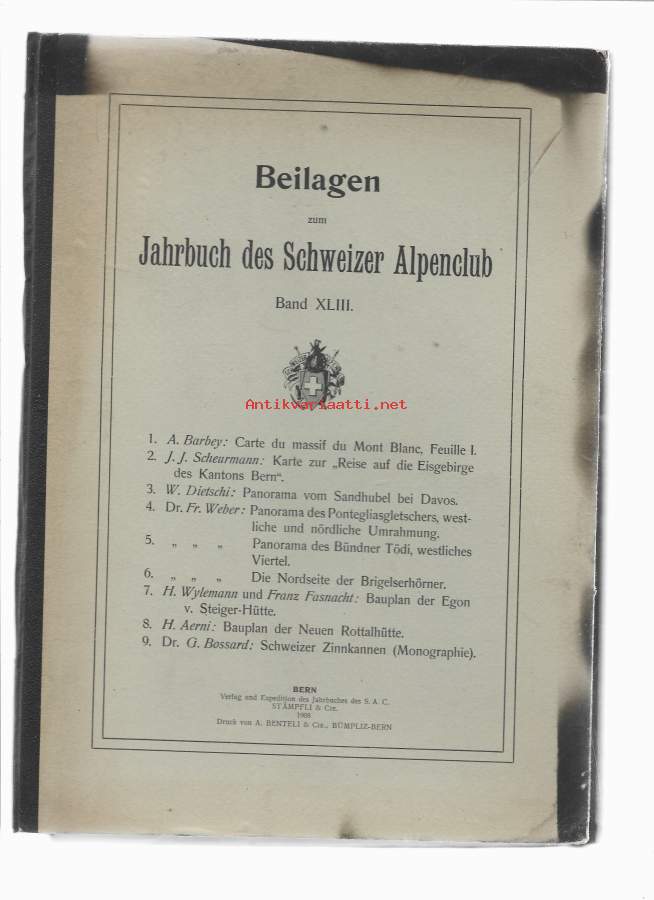 Beilagen
zum
Jahrbuch des Schweizer Alpenclub
Band XLIII.
Antikvariaatti.net
1. A. Barbey: Carte du massif du Mont Blanc, Feuille I.
2. J. J. Scheurmann: Karte zur „Reise auf die Eisgebirge
des Kantons Bern“.
3. W. Dietschi: Panorama vom Sandhubel bei Davos.
4. Dr. Fr. Weber: Panorama des Pontegliasgletschers, west-
liche und nördliche Umrahmung.
5. „ „ „ Panorama des Bündner Tödi, westliches
Viertel.
6. „ „ „ Die Nordseite der Brigelserhörner.
7. H. Wylemann und Franz Fasnacht: Bauplan der Egon
v. Steiger-Hütte.
8. H. Aerni: Bauplan der Neuen Rottalhütte.
9. Dr. G. Bossard: Schweizer Zinnkannen (Monographie).
BERN
Verlag und Expedition des Jahrbuches des S. A. C.
STÄMPFLI & Cie.
1908
Druck von A. BENTELI & Cie., BÜMPLIZ-BERN